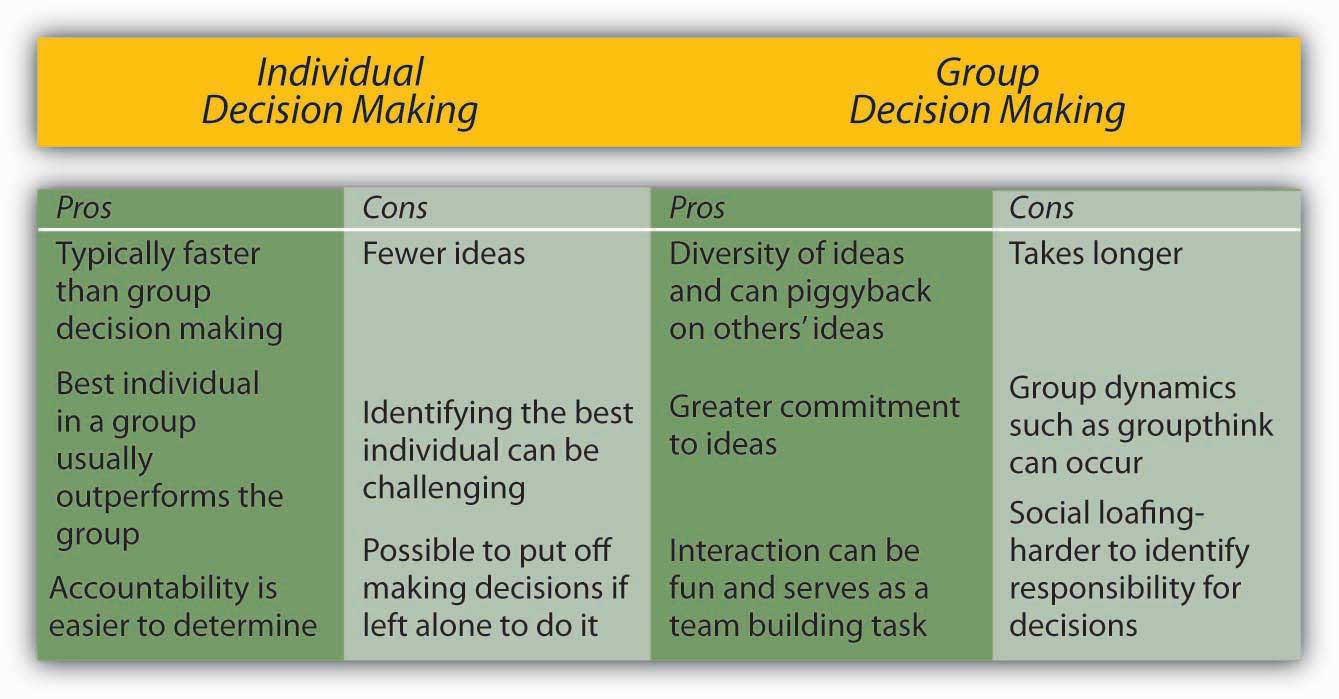 Individual
Decision Making
Group
Decision Making
Pros
Typically faster
than group
decision making
Best individual
in a group
usually
outperforms the
group
Accountability is
easier to determine
Cons
Fewer ideas
Identifying the best
individual can be
challenging
Possible to put off
making decisions if
left alone to do it
Pros
Diversity of ideas
and can piggyback
on others’ ideas
Greater commitment
to ideas
Interaction can be
fun and serves as a
team building task
Cons
Takes longer
Group dynamics
such as groupthink
can occur
Social loafing-
harder to identify
responsibility for
decisions